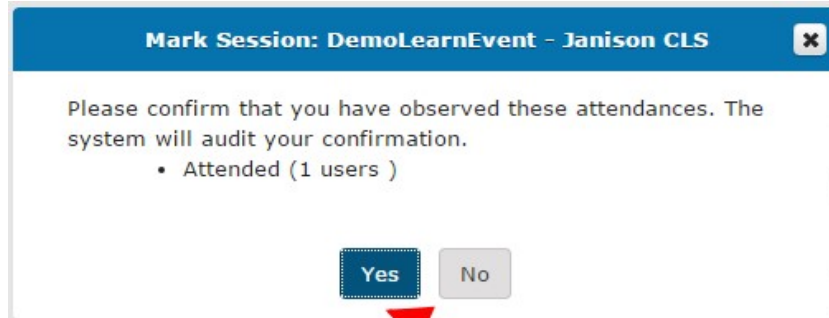 Mark Session: DemoLearnEvent - Janison CLS
Please confirm that you have observed these attendances. The
system will audit your confirmation.
• Attended (1 users )
Yes No